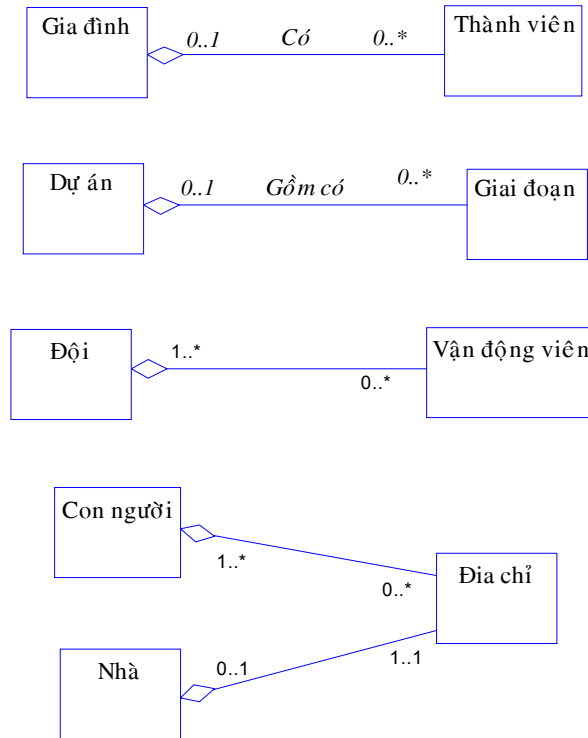 Gia đình
0..1
Có
0..*
Thành viên
Dự án
0..1
Gồm có
0..*
Giai đoạn
Đội
1..*
0..*
Vận động viên
Con người
1..*
0..*
Đia chỉ
Nhà
0..1
1..1